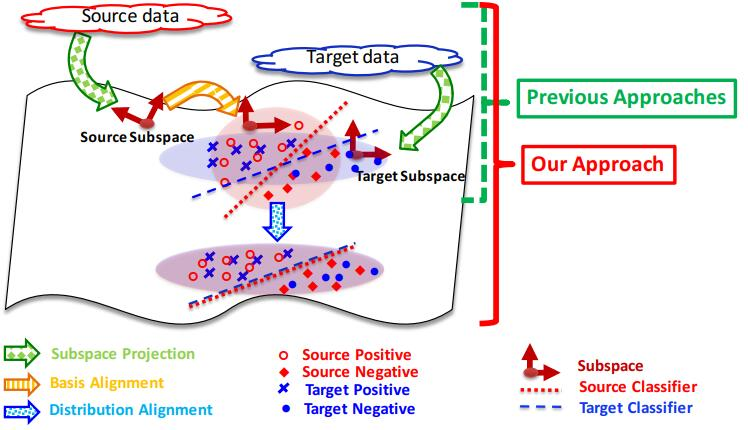 Source data
Target data
Source Subspace
Target Subspace
Previous Approaches
Our Approach
Subspace Projection
Basis Alignment
Distribution Alignment
Source Positive
Source Negative
Target Positive
Target Negative
Subspace
Source Classifier
Target Classifier